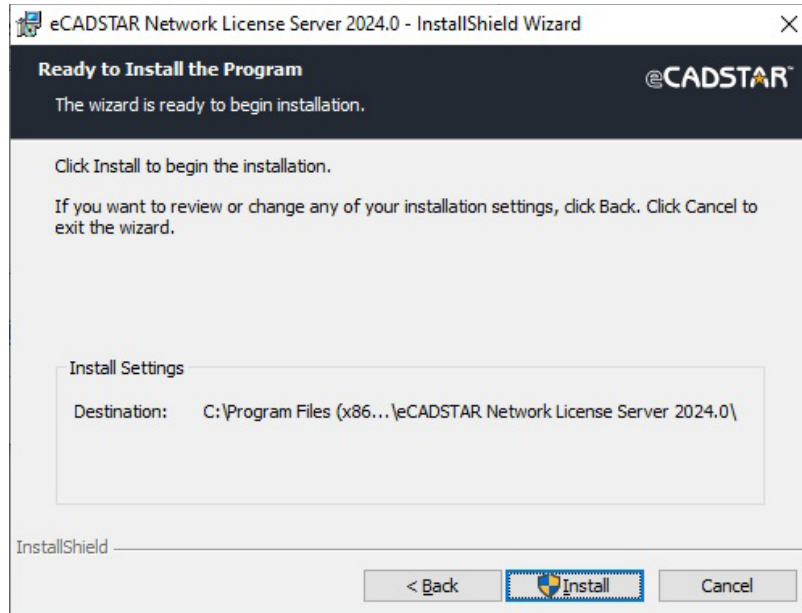 eCADSTAR Network License Server 2024.0 - InstallShield Wizard
Ready to Install the Program
eCADSTAR™
The wizard is ready to begin installation.
Click Install to begin the installation.
If you want to review or change any of your installation settings, click Back. Click Cancel to
exit the wizard.
Install Settings
Destination: C:\Program Files (x86...\eCADSTAR Network License Server 2024.0\
InstallShield
< Back Install Cancel